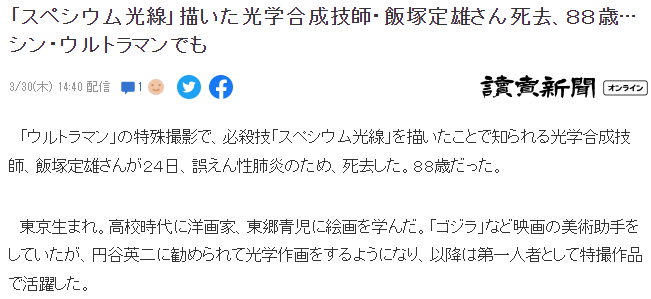 「スペシウム光線」描いた光学合成技師・飯塚定雄さん死去、８８歳…
シン・ウルトラマンでも
3/30(木) 14:40 配信 1
讀賣新聞 オンライン
「ウルトラマン」の特殊撮影で、必殺技「スペシウム光線」を描いたことで知られる光学合成技
師、飯塚定雄さんが２４日、誤えん性肺炎のため、死去した。８８歳だった。
東京生まれ。高校時代に洋画家、東郷青児に絵画を学んだ。「ゴジラ」など映画の美術助手を
していたが、円谷英二に勧められて光学作画をするようになり、以降は第一人者として特撮作品
で活躍した。